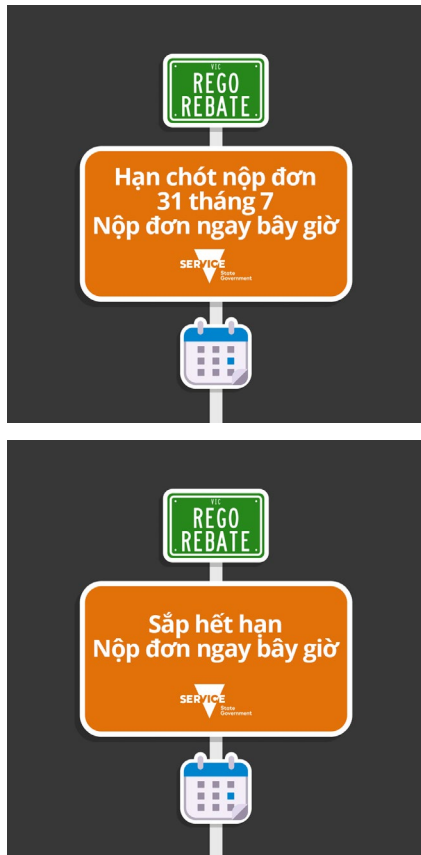 VIC
REGO
REBATE
Hạn chót nộp đơn
31 tháng 7
Nộp đơn ngay bây giờ
SERVICE
State
Government
VIC
REGO
REBATE
Sắp hết hạn
Nộp đơn ngay bây giờ
SERVICE
State
Government